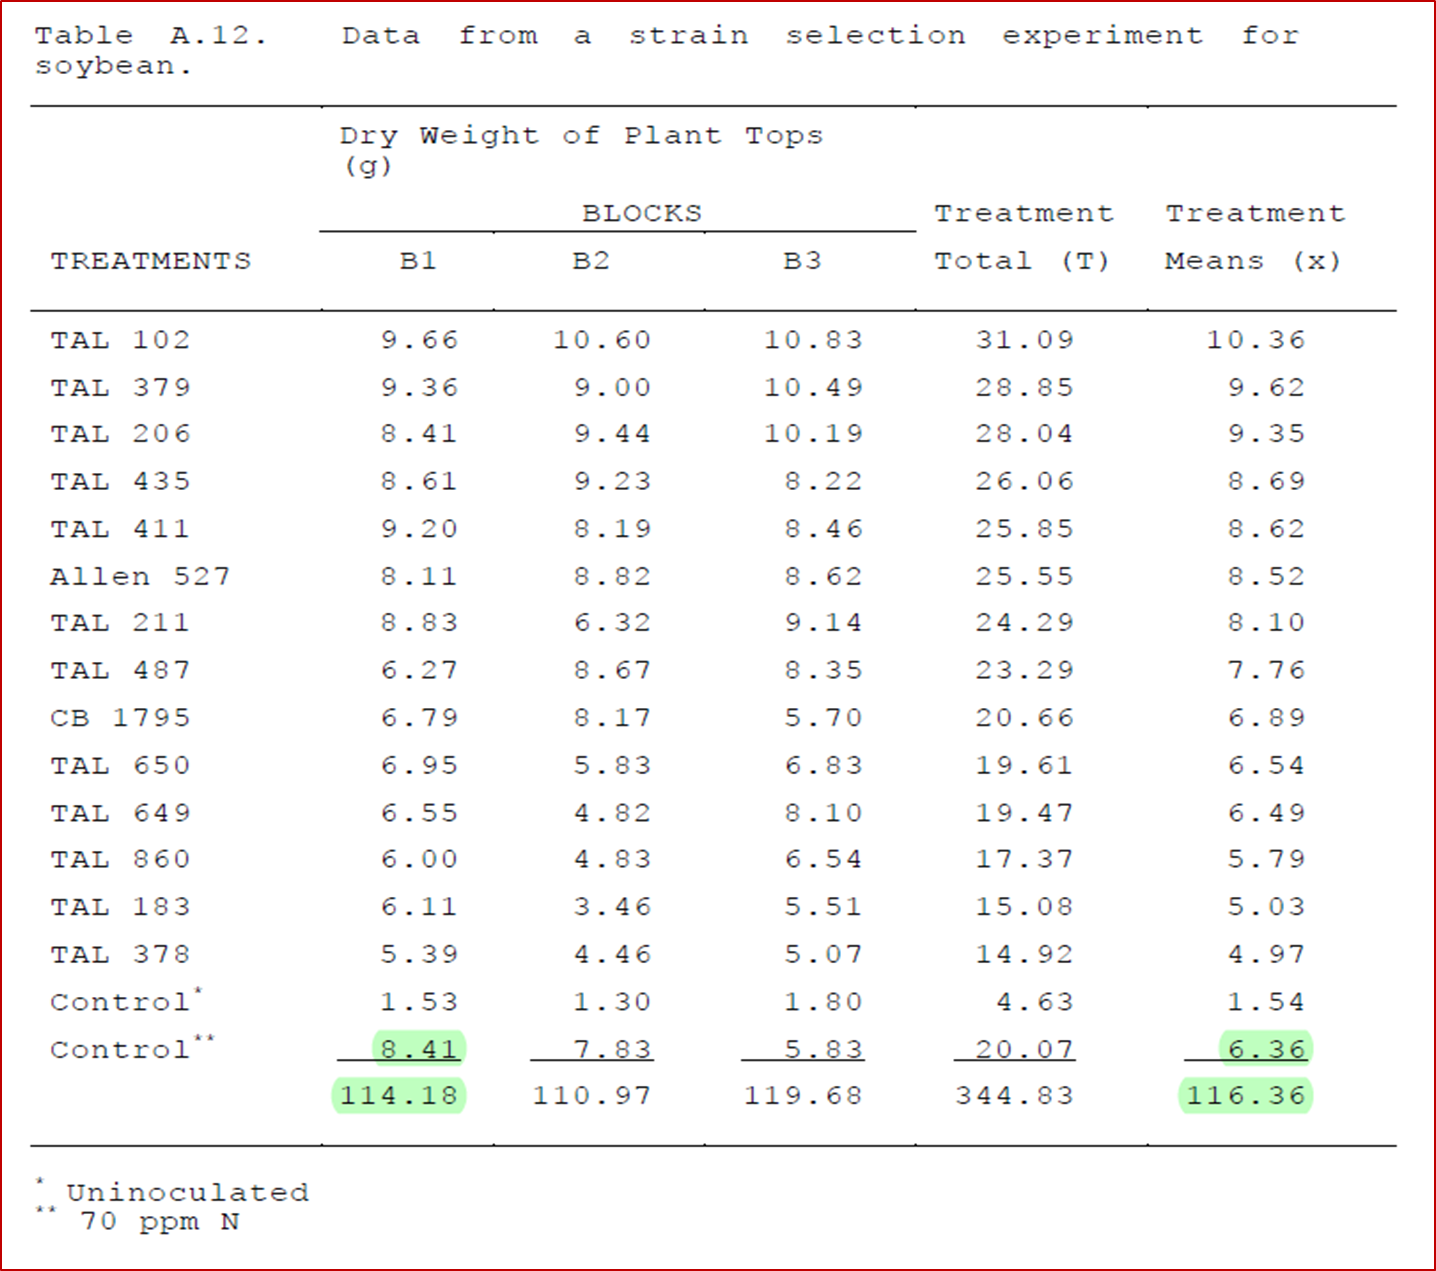 Table A.12. Data from a strain selection experiment for
soybean.
Dry Weight of Plant Tops
(g)
BLOCKS Treatment Treatment
TREATMENTS B1 B2 B3 Total (T) Means (x)
TAL 102 9.66 10.60 10.83 31.09 10.36
TAL 379 9.36 9.00 10.49 28.85 9.62
TAL 206 8.41 9.44 10.19 28.04 9.35
TAL 435 8.61 9.23 8.22 26.06 8.69
TAL 411 9.20 8.19 8.46 25.85 8.62
Allen 527 8.11 8.82 8.62 25.55 8.52
TAL 211 8.83 6.32 9.14 24.29 8.10
TAL 487 6.27 8.67 8.35 23.29 7.76
CB 1795 6.79 8.17 5.70 20.66 6.89
TAL 650 6.95 5.83 6.83 19.61 6.54
TAL 649 6.55 4.82 8.10 19.47 6.49
TAL 860 6.00 4.83 6.54 17.37 5.79
TAL 183 6.11 3.46 5.51 15.08 5.03
TAL 378 5.39 4.46 5.07 14.92 4.97
Control* 1.53 1.30 1.80 4.63 1.54
Control** 8.41 7.83 5.83 20.07 6.36
114.18 110.97 119.68 344.83 116.36
* Uninoculated
** 70 ppm N